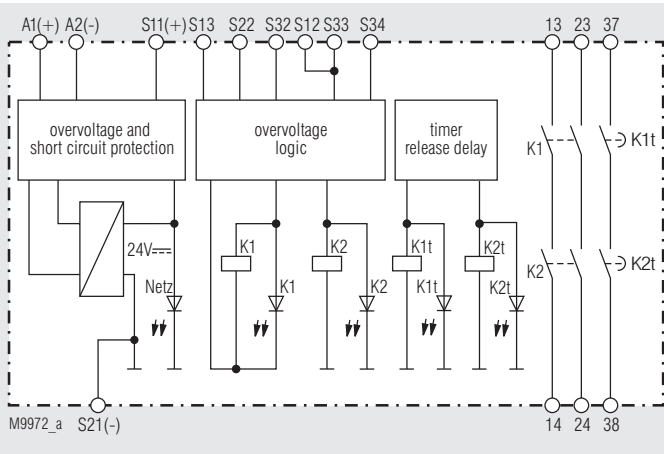 A1(+) A2(-) S11(+) S13 S22 S32 S12 S33 S34 13 23 37
overvoltage and
short circuit protection
overvoltage
logic
timer
release delay
K1 K1t
24V K1 K2 K1t K2t
K2 K2t
Netz K1 K2 K1t K2t
M9972_a S21(-) 14 24 38